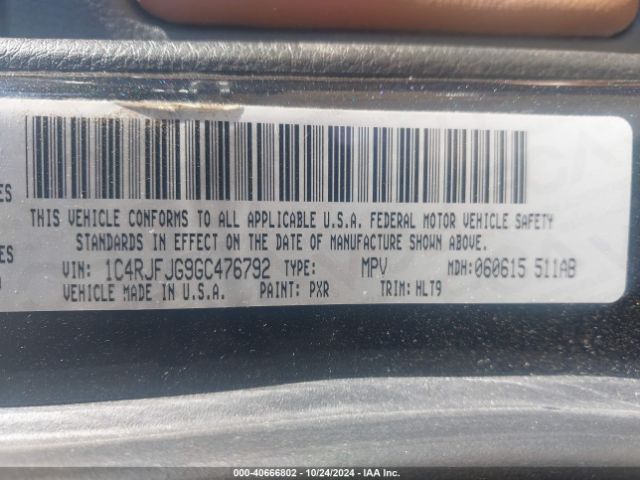 ES
THIS VEHICLE CONFORMS TO ALL APPLICABLE U.S.A. FEDERAL MOTOR VEHICLE SAFETY
ES
STANDARDS IN EFFECT ON THE DATE OF MANUFACTURE SHOWN ABOVE.
VIN: 1C4RJFJG9GC476792 TYPE: MPV MDH: 060615 511AB
VEHICLE MADE IN U.S.A. PAINT: PXR TRIM: HLT9
000-40666802 - 10/24/2024 - IAA Inc.